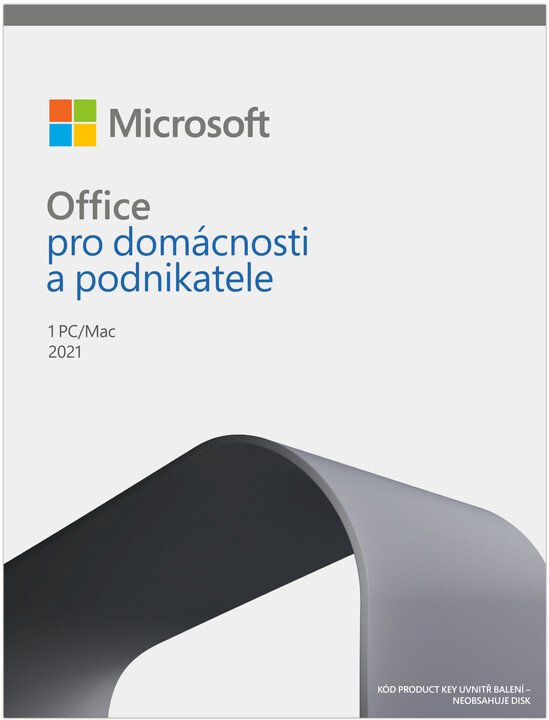 Microsoft
Office
pro domácnosti
a podnikatele
1 PC/Mac
2021
KÓD PRODUCT KEY UVNITŘ BALENÍ –
NEOBSAHUJE DISK